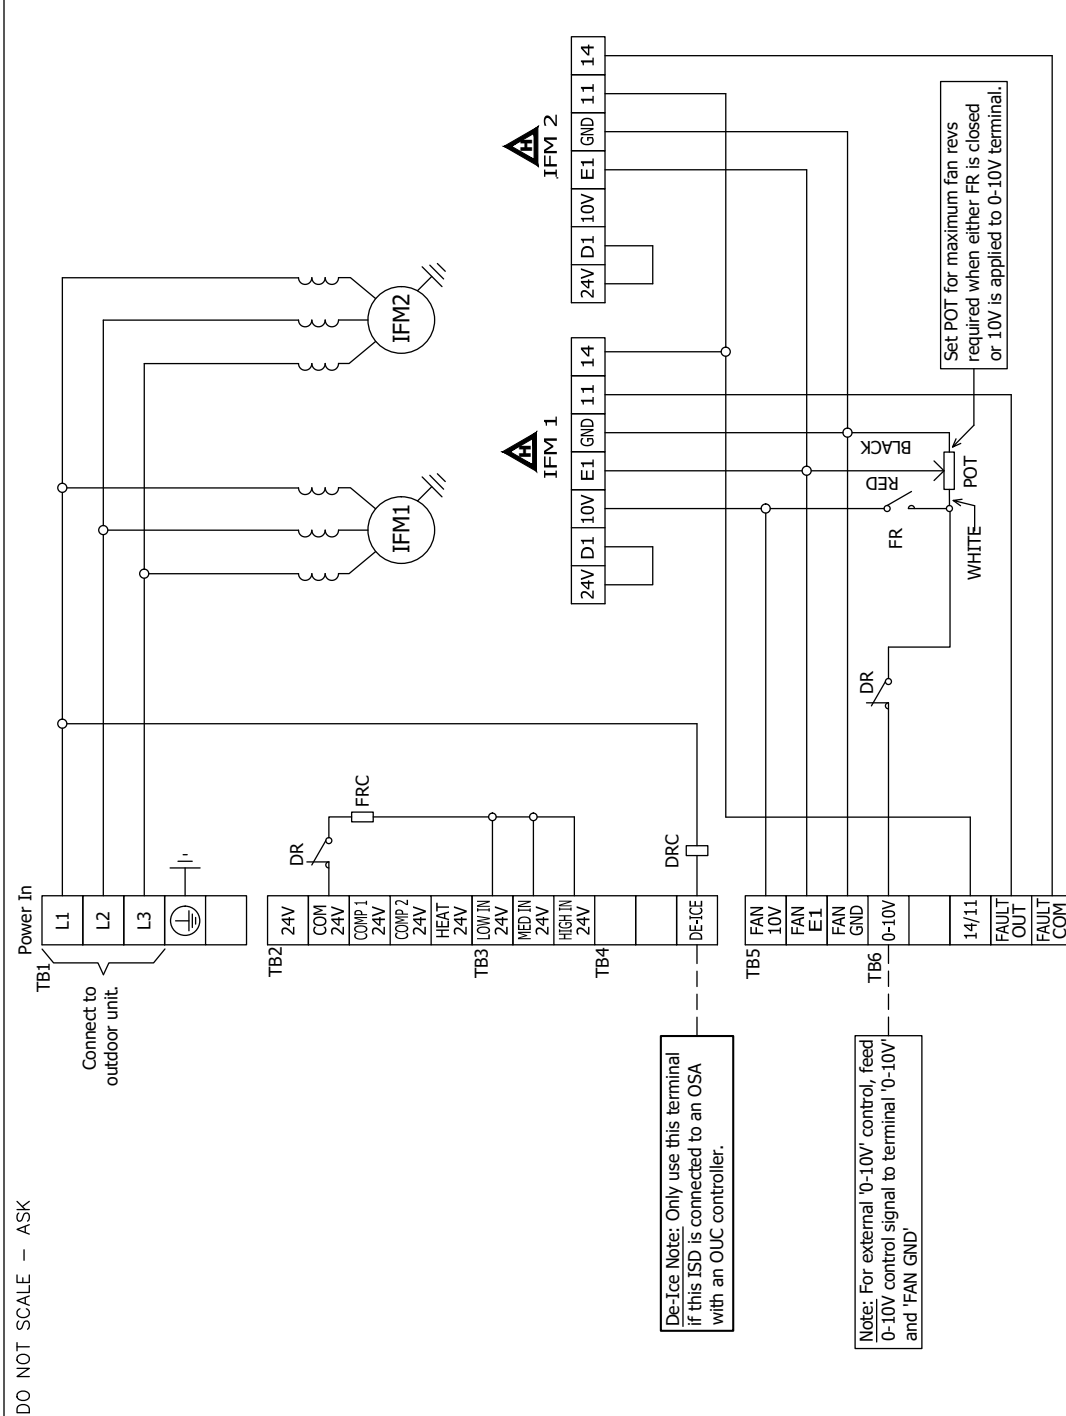 DO NOT SCALE – ASK
Power In
TB1
L1
L2
L3
Connect to
outdoor unit.
IFM1
IFM2
TB2
24V
COM
24V
COMP 1
24V
COMP 2
24V
HEAT
24V
TB3
LOW IN
24V
MED IN
24V
HIGH IN
24V
TB4
DE-ICE
DR
FRC
DRC
De-Ice Note: Only use this terminal
if this ISD is connected to an OSA
with an OUC controller.
H
IFM 1
24V
D1
10V
E1
GND
11
14
H
IFM 2
24V
D1
10V
E1
GND
11
14
TB5
FAN
10V
FAN
E1
FAN
GND
TB6
0-10V
14/11
FAULT
OUT
FAULT
COM
DR
FR
RED
BLACK
WHITE
POT
Set POT for maximum fan revs
required when either FR is closed
or 10V is applied to 0-10V terminal.
Note: For external '0-10V' control, feed
0-10V control signal to terminal '0-10V'
and 'FAN GND'